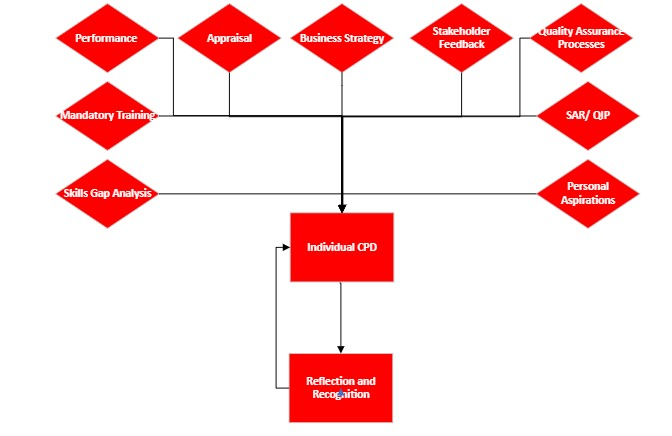 Performance
Appraisal
Business Strategy
Stakeholder
Feedback
Quality Assurance
Processes
Mandatory Training
SAR/ QIP
Skills Gap Analysis
Personal
Aspirations
Individual CPD
Reflection and
Recognition